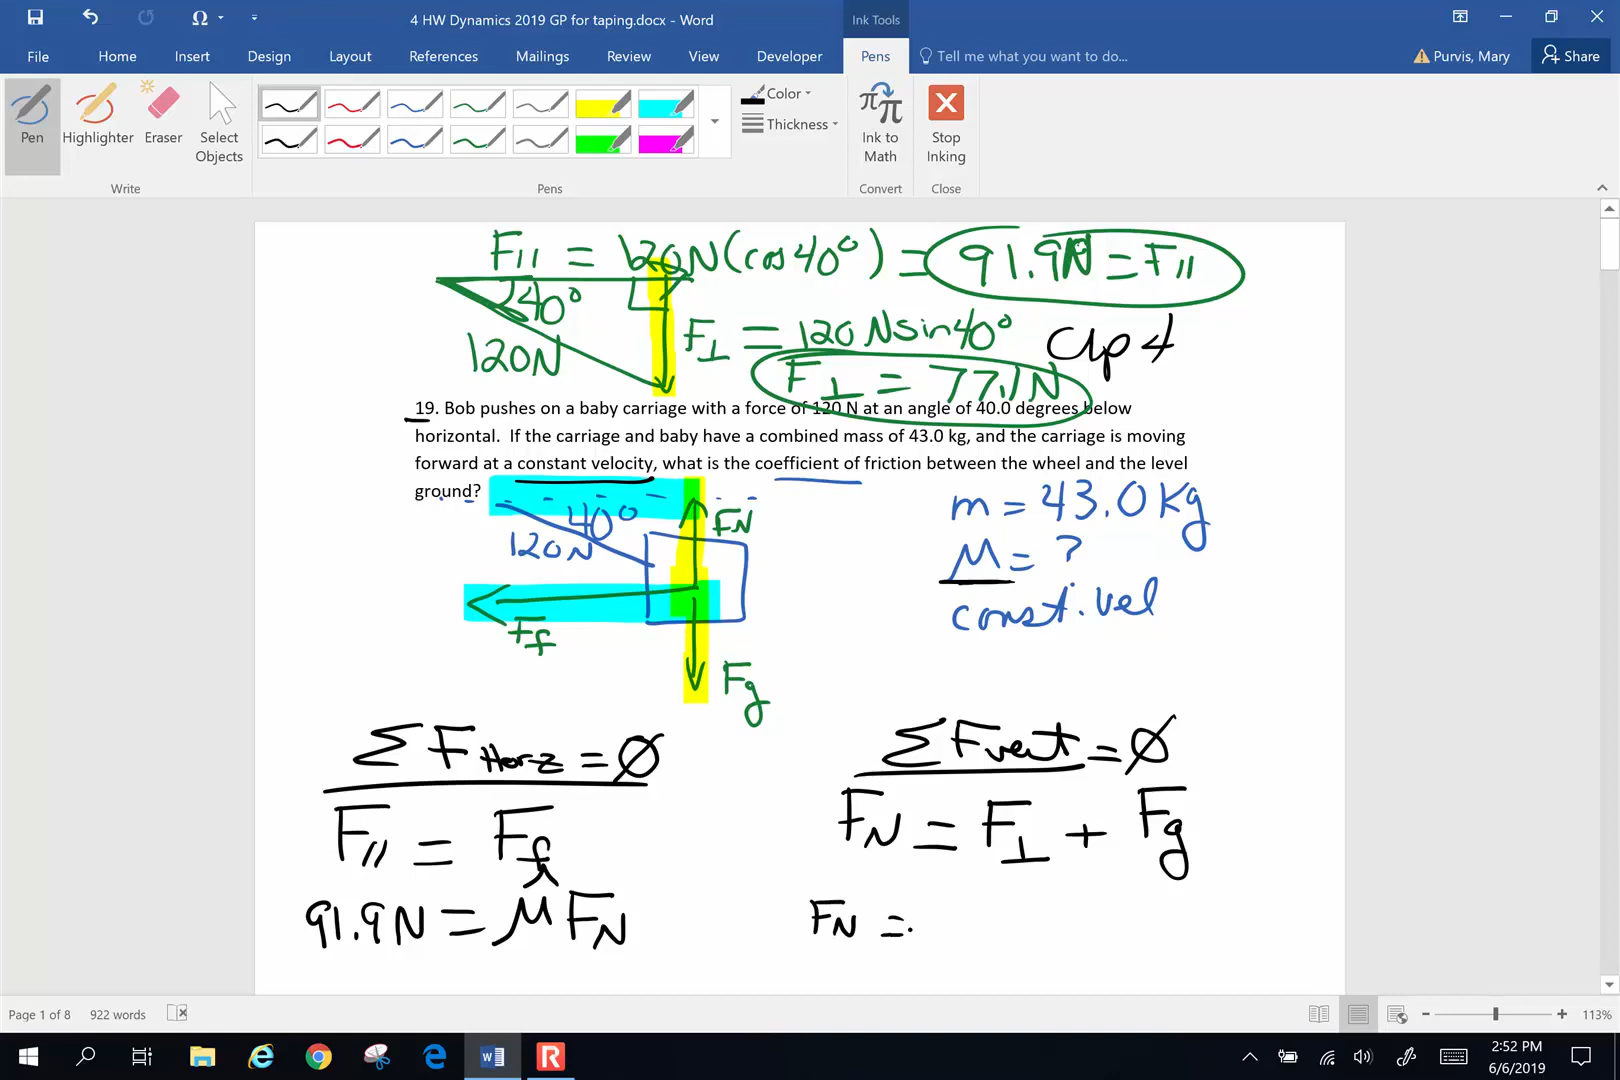 4 HW Dynamics 2019 GP for taping.docx - Word
Ink Tools
File Home Insert Design Layout References Mailings Review View Developer Pens Tell me what you want to do... Purvis, Mary Share
Pen Highlighter Eraser Select Objects
Color
Thickness
Ink to Math
Stop Inking
Write Pens Convert Close
F|| = 120N(cos40°) = 91.9N = F||
40°
120N
F⊥ = 120 Nsin40°
Clip 4
F⊥ = 77.1N
19. Bob pushes on a baby carriage with a force of 120 N at an angle of 40.0 degrees below
horizontal. If the carriage and baby have a combined mass of 43.0 kg, and the carriage is moving
forward at a constant velocity, what is the coefficient of friction between the wheel and the level
ground?
40°
120N
FN
Ff
Fg
m = 43.0 Kg
μ = ?
const. vel
ΣF Horz = Ø
F|| = Ff
91.9N = μ FN
ΣFvert = Ø
FN = F⊥ + Fg
FN =
Page 1 of 8 922 words 113%
2:52 PM
6/6/2019